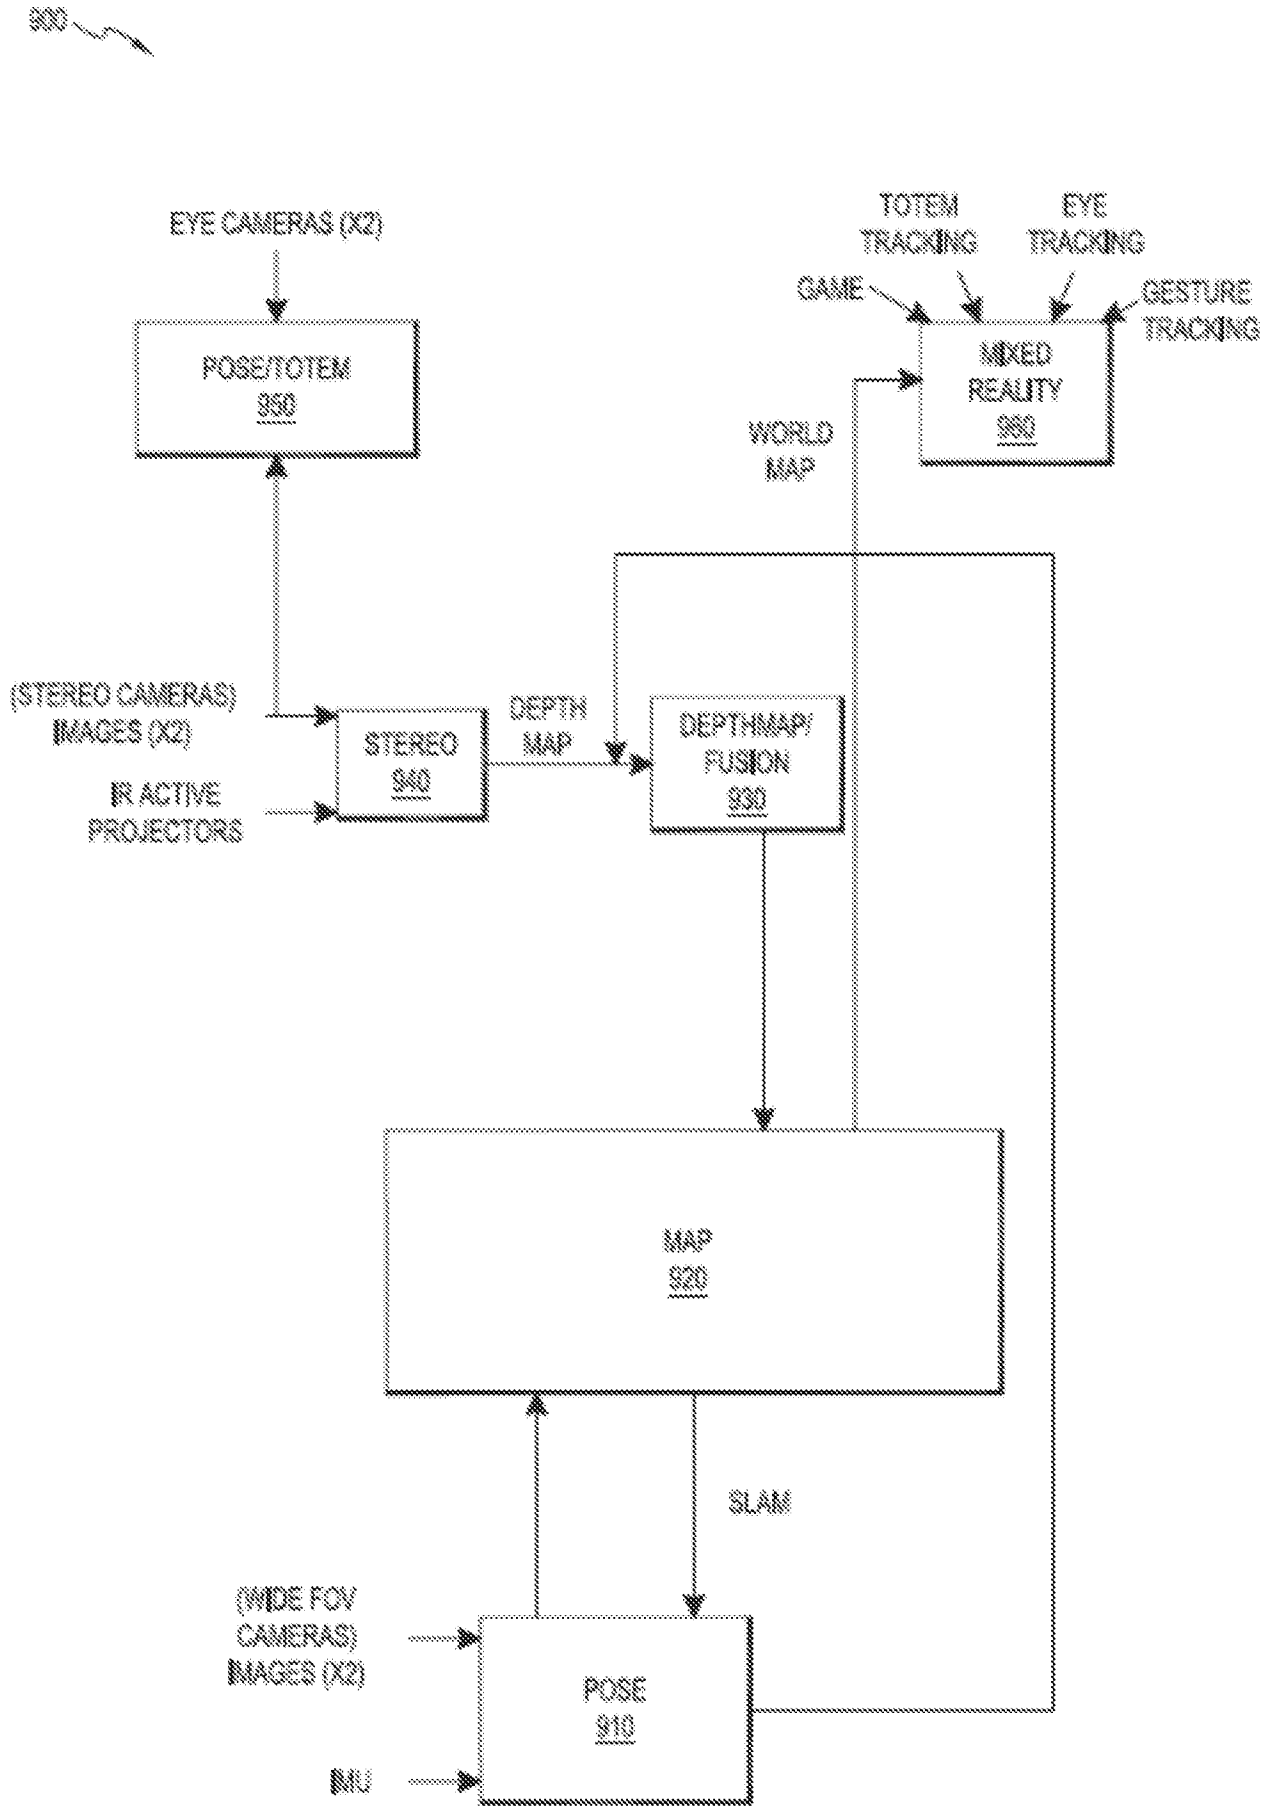 900
EYE CAMERAS (X2)
POSE/TOTEM
950
TOTEM
TRACKING
EYE
TRACKING
GAME
GESTURE
TRACKING
MIXED
REALITY
960
WORLD
MAP
(STEREO CAMERAS)
IMAGES (X2)
IR ACTIVE
PROJECTORS
STEREO
940
DEPTH
MAP
DEPTHMAP/
FUSION
930
MAP
920
SLAM
(WIDE FOV
CAMERAS)
IMAGES (X2)
IMU
POSE
910